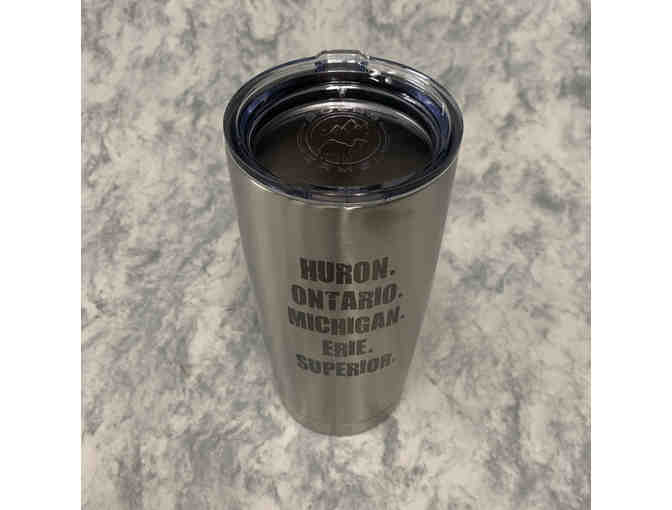 HURON.
ONTARIO.
MICHIGAN.
ERIE.
SUPERIOR.